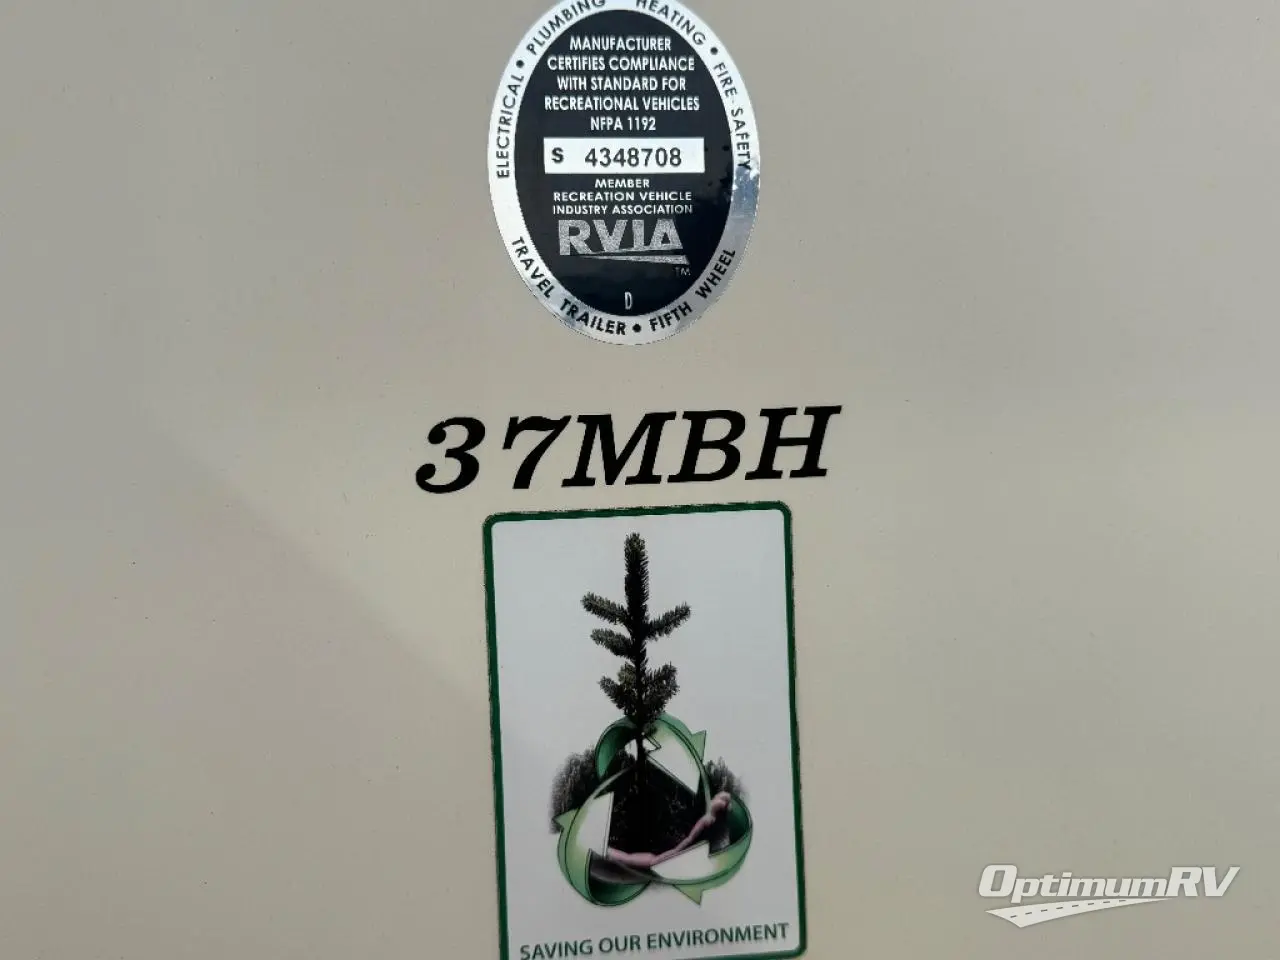 ELECTRICAL • PLUMBING HEATING • FIRE-SAFETY
MANUFACTURER
CERTIFIES COMPLIANCE
WITH STANDARD FOR
RECREATIONAL VEHICLES
NFPA 1192
S 4348708
MEMBER
RECREATION VEHICLE
INDUSTRY ASSOCIATION
RVIA
TM
D
TRAVEL TRAILER • FIFTH WHEEL
37MBH
SAVING OUR ENVIRONMENT
OptimumRV